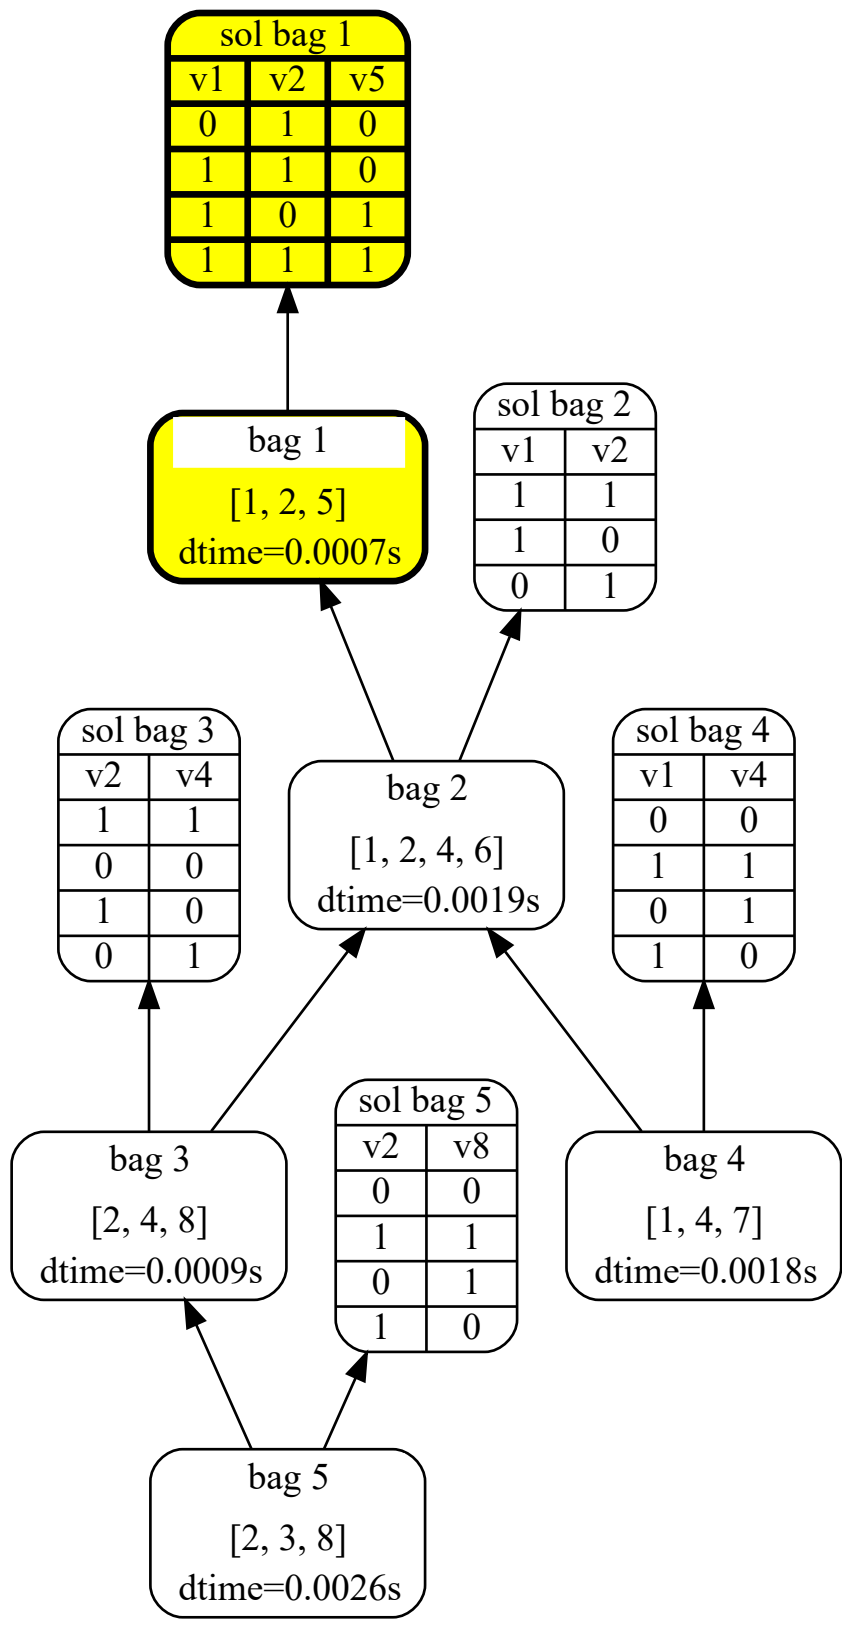 sol bag 1
v1 v2 v5
0 1 0
1 1 0
1 0 1
1 1 1
bag 1
[1, 2, 5]
dtime=0.0007s
sol bag 2
v1 v2
1 1
1 0
0 1
sol bag 3
v2 v4
1 1
0 0
1 0
0 1
bag 2
[1, 2, 4, 6]
dtime=0.0019s
sol bag 4
v1 v4
0 0
1 1
0 1
1 0
bag 3
[2, 4, 8]
dtime=0.0009s
sol bag 5
v2 v8
0 0
1 1
0 1
1 0
bag 4
[1, 4, 7]
dtime=0.0018s
bag 5
[2, 3, 8]
dtime=0.0026s